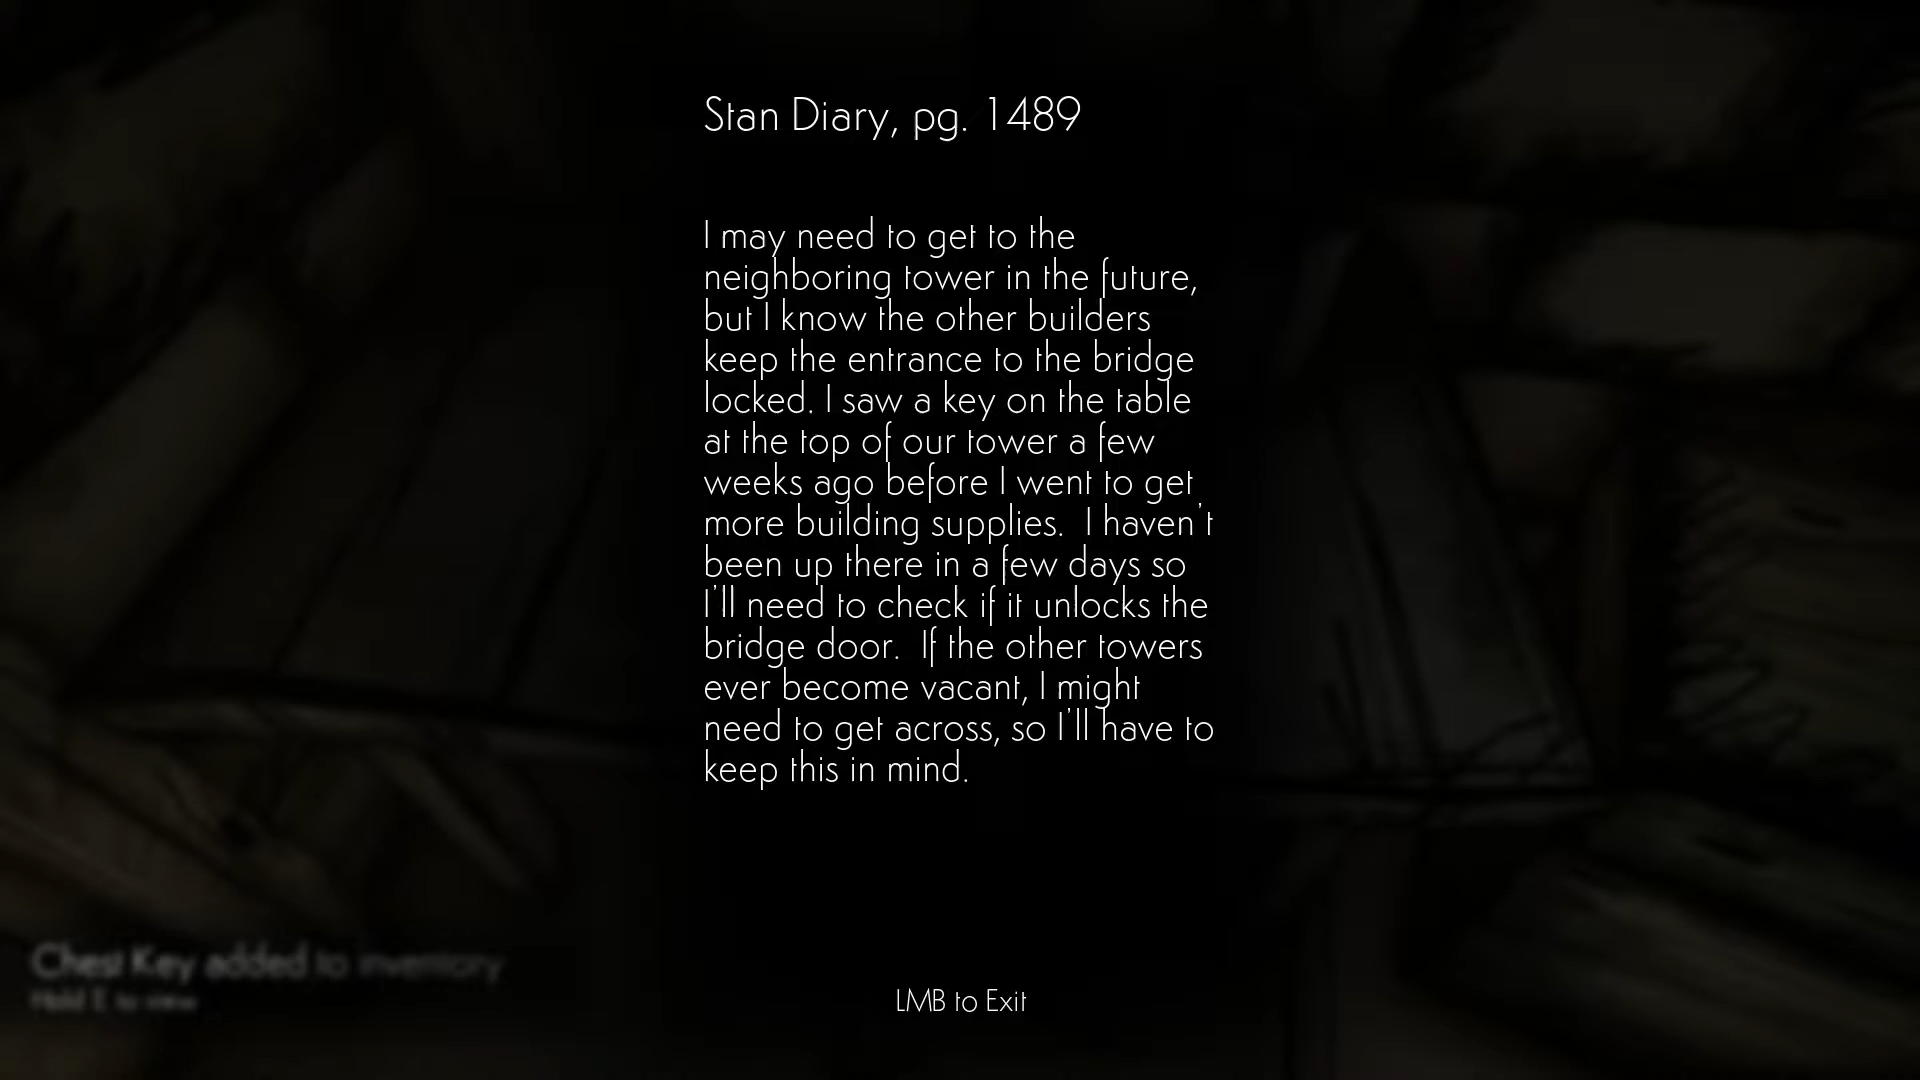 Stan Diary, pg. 1489
I may need to get to the
neighboring tower in the future,
but I know the other builders
keep the entrance to the bridge
locked. I saw a key on the table
at the top of our tower a few
weeks ago before I went to get
more building supplies.  I haven't
been up there in a few days so
I'll need to check if it unlocks the
bridge door.  If the other towers
ever become vacant, I might
need to get across, so I'll have to
keep this in mind.
Chest Key added to inventory
Hold E to view
LMB to Exit